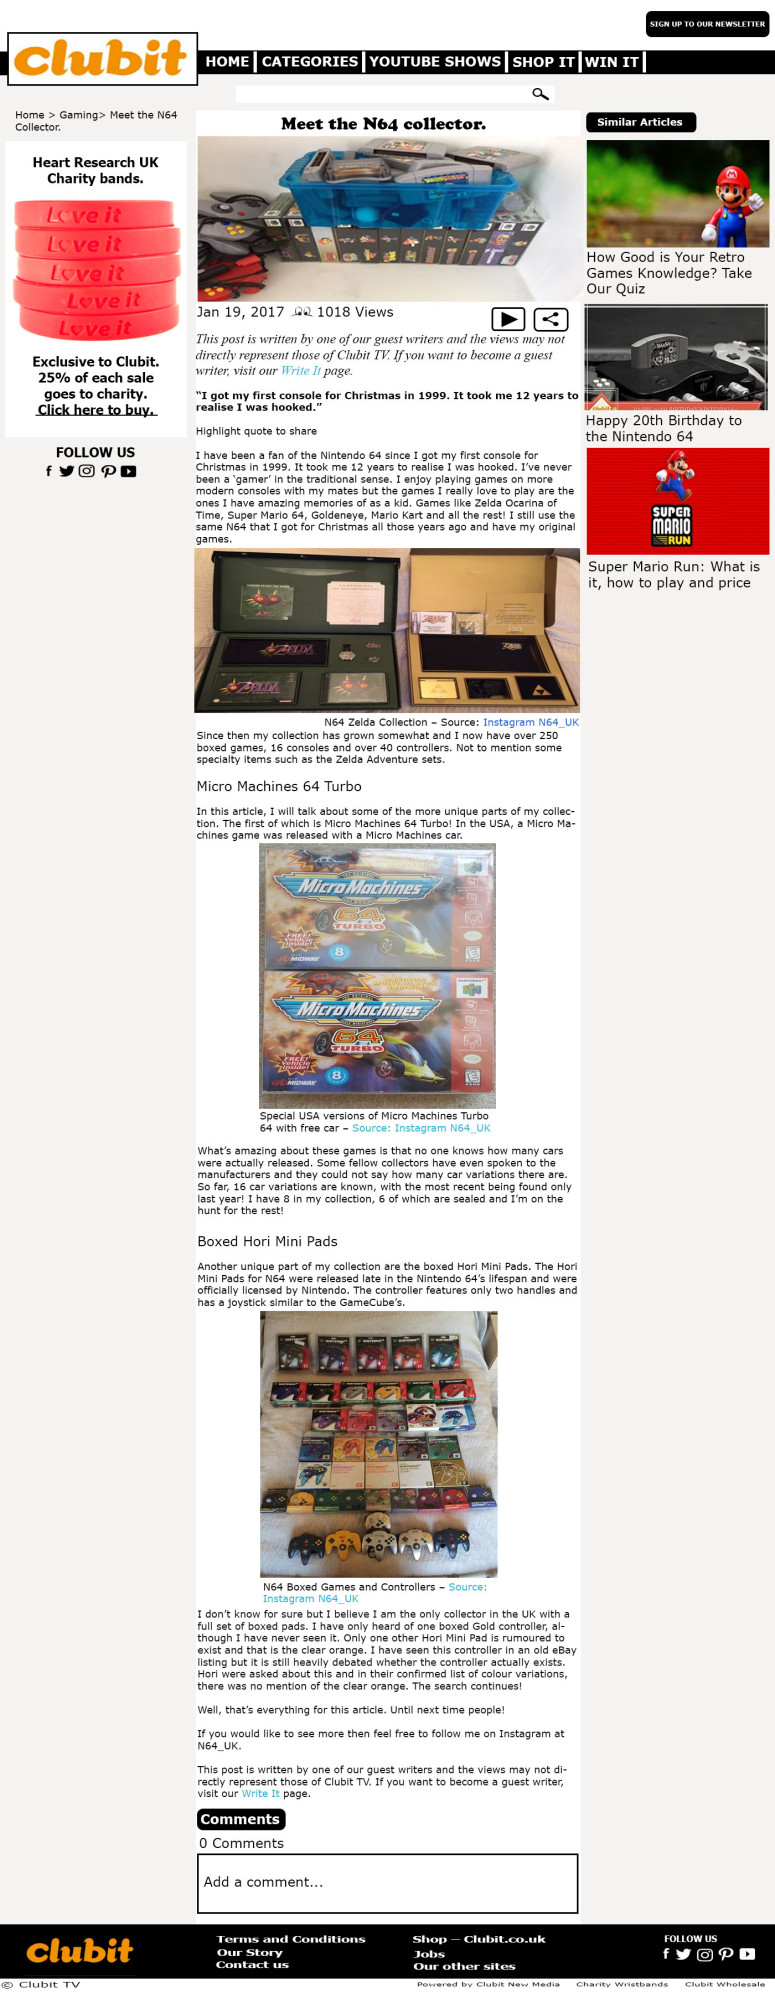 SIGN UP TO OUR NEWSLETTER
clubit
HOME
CATEGORIES
YOUTUBE SHOWS
SHOP IT
WIN IT
Home > Gaming> Meet the N64
Collector.
Heart Research UK
Charity bands.
Love it
Love it
Love it
Love it
Love it
Exclusive to Clubit.
25% of each sale
goes to charity.
Click here to buy.
FOLLOW US
Meet the N64 collector.
Jan 19, 2017
1018 Views
This post is written by one of our guest writers and the views may not
directly represent those of Clubit TV. If you want to become a guest
writer, visit our Write It page.
“I got my first console for Christmas in 1999. It took me 12 years to
realise I was hooked.”
Highlight quote to share
I have been a fan of the Nintendo 64 since I got my first console for
Christmas in 1999. It took me 12 years to realise I was hooked. I’ve never
been a ‘gamer’ in the traditional sense. I enjoy playing games on more
modern consoles with my mates but the games I really love to play are the
ones I have amazing memories of as a kid. Games like Zelda Ocarina of
Time, Super Mario 64, Goldeneye, Mario Kart and all the rest! I still use the
same N64 that I got for Christmas all those years ago and have my original
games.
ZELDA
ZELDA
N64 Zelda Collection – Source: Instagram N64_UK
Since then my collection has grown somewhat and I now have over 250
boxed games, 16 consoles and over 40 controllers. Not to mention some
specialty items such as the Zelda Adventure sets.
Micro Machines 64 Turbo
In this article, I will talk about some of the more unique parts of my collec-
tion. The first of which is Micro Machines 64 Turbo! In the USA, a Micro Ma-
chines game was released with a Micro Machines car.
Micro Machines
64
TURBO
FREE!
Vehicle
Inside!
8
MIDWAY
E
Micro Machines
64
TURBO
FREE!
Vehicle
Inside!
8
MIDWAY
E
Special USA versions of Micro Machines Turbo
64 with free car – Source: Instagram N64_UK
What’s amazing about these games is that no one knows how many cars
were actually released. Some fellow collectors have even spoken to the
manufacturers and they could not say how many car variations there are.
So far, 16 car variations are known, with the most recent being found only
last year! I have 8 in my collection, 6 of which are sealed and I’m on the
hunt for the rest!
Boxed Hori Mini Pads
Another unique part of my collection are the boxed Hori Mini Pads. The Hori
Mini Pads for N64 were released late in the Nintendo 64’s lifespan and were
officially licensed by Nintendo. The controller features only two handles and
has a joystick similar to the GameCube’s.
N64 Boxed Games and Controllers – Source:
Instagram N64_UK
I don’t know for sure but I believe I am the only collector in the UK with a
full set of boxed pads. I have only heard of one boxed Gold controller, al-
though I have never seen it. Only one other Hori Mini Pad is rumoured to
exist and that is the clear orange. I have seen this controller in an old eBay
listing but it is still heavily debated whether the controller actually exists.
Hori were asked about this and in their confirmed list of colour variations,
there was no mention of the clear orange. The search continues!
Well, that’s everything for this article. Until next time people!
If you would like to see more then feel free to follow me on Instagram at
N64_UK.
This post is written by one of our guest writers and the views may not di-
rectly represent those of Clubit TV. If you want to become a guest writer,
visit our Write It page.
Comments
0 Comments
Add a comment...
Similar Articles
How Good is Your Retro
Games Knowledge? Take
Our Quiz
Happy 20th Birthday to
the Nintendo 64
SUPER
MARIO
RUN
Super Mario Run: What is
it, how to play and price
clubit
Terms and Conditions
Our Story
Contact us
Shop – Clubit.co.uk
Jobs
Our other sites
FOLLOW US
© Clubit TV
Powered by Clubit New Media
Charity Wristbands
Clubit Wholesale